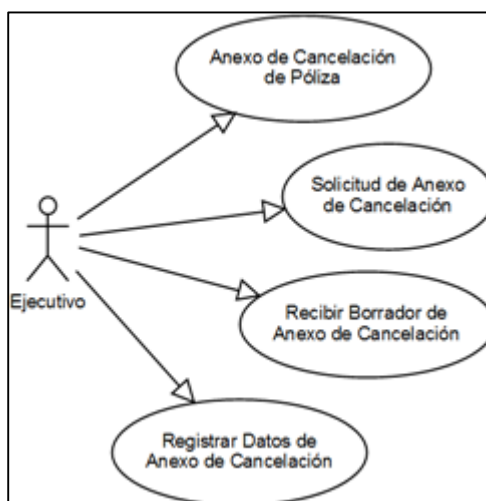 Anexo de Cancelación
de Póliza
Solicitud de Anexo
de Cancelación
Ejecutivo
Recibir Borrador de
Anexo de Cancelación
Registrar Datos de
Anexo de Cancelación